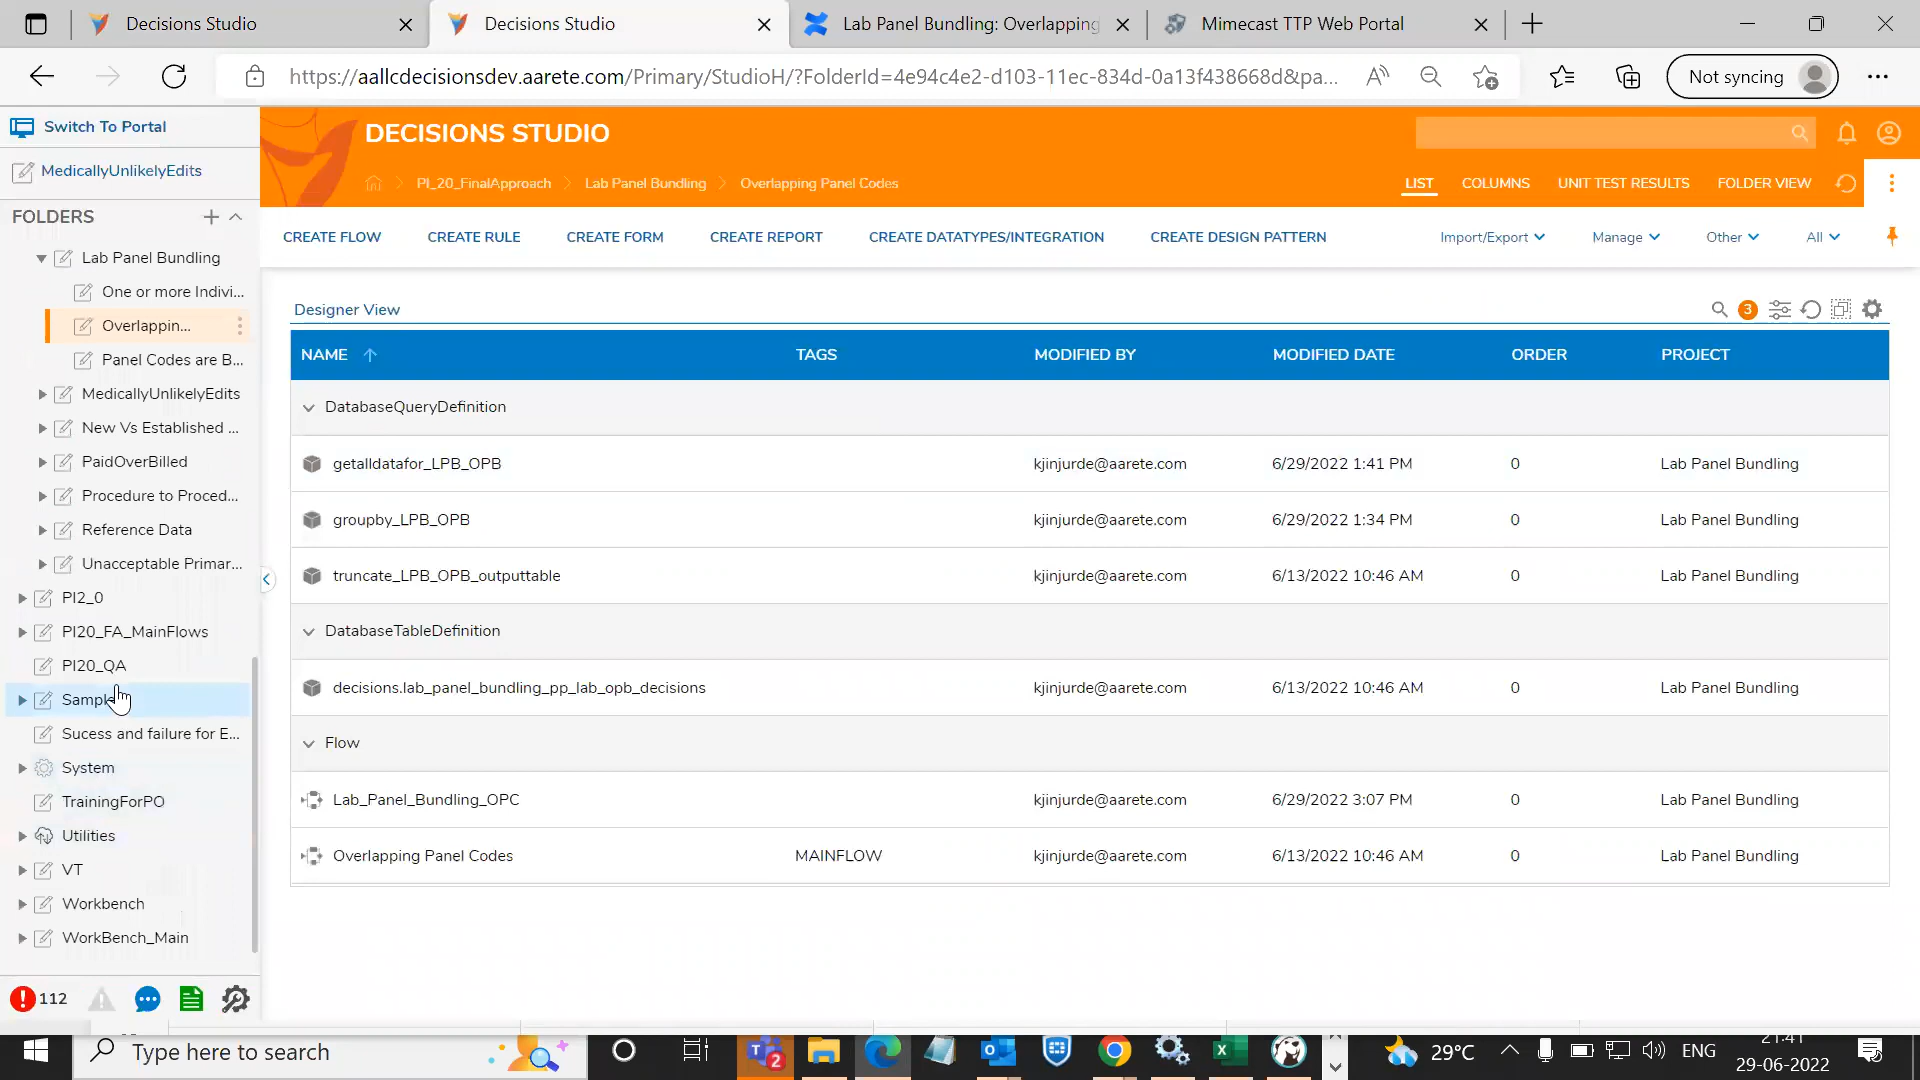 Decisions Studio
Decisions Studio
Lab Panel Bundling: Overlapping
Mimecast TTP Web Portal
https://aallcdecisionsdev.aarete.com/Primary/StudioH/?FolderId=4e94c4e2-d103-11ec-834d-0a13f438668d&pa...
Not syncing
Switch To Portal
MedicallyUnlikelyEdits
FOLDERS
Lab Panel Bundling
One or more Indivi...
Overlappin...
Panel Codes are B...
MedicallyUnlikelyEdits
New Vs Established ...
PaidOverBilled
Procedure to Proced...
Reference Data
Unacceptable Primar...
PI2_0
PI20_FA_MainFlows
PI20_QA
Sampl
Sucess and failure for E...
System
TrainingForPO
Utilities
VT
Workbench
WorkBench_Main
112
DECISIONS STUDIO
PI_20_FinalApproach
Lab Panel Bundling
Overlapping Panel Codes
LIST COLUMNS UNIT TEST RESULTS FOLDER VIEW
CREATE FLOW CREATE RULE CREATE FORM CREATE REPORT CREATE DATATYPES/INTEGRATION CREATE DESIGN PATTERN Import/Export Manage Other All
Designer View
3
NAME TAGS MODIFIED BY MODIFIED DATE ORDER PROJECT
DatabaseQueryDefinition
getalldatafor_LPB_OPB kjinjurde@aarete.com 6/29/2022 1:41 PM 0 Lab Panel Bundling
groupby_LPB_OPB kjinjurde@aarete.com 6/29/2022 1:34 PM 0 Lab Panel Bundling
truncate_LPB_OPB_outputtable kjinjurde@aarete.com 6/13/2022 10:46 AM 0 Lab Panel Bundling
DatabaseTableDefinition
decisions.lab_panel_bundling_pp_lab_opb_decisions kjinjurde@aarete.com 6/13/2022 10:46 AM 0 Lab Panel Bundling
Flow
Lab_Panel_Bundling_OPC kjinjurde@aarete.com 6/29/2022 3:07 PM 0 Lab Panel Bundling
Overlapping Panel Codes MAINFLOW kjinjurde@aarete.com 6/13/2022 10:46 AM 0 Lab Panel Bundling
Type here to search
2
29°C
ENG
21:41
29-06-2022